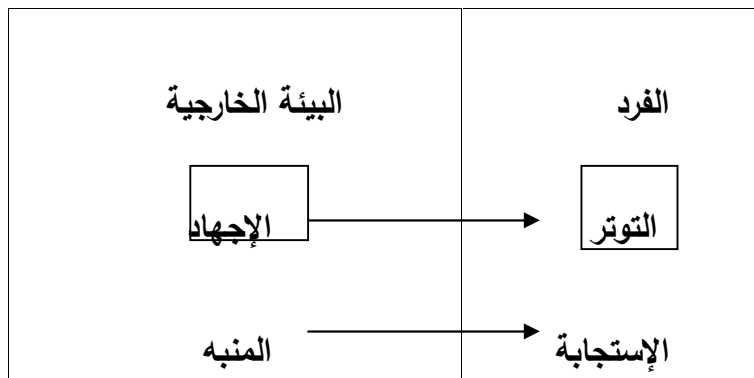 الفرد
البيئة الخارجية
التوتر
الإجهاد
الإستجابة
المنبه